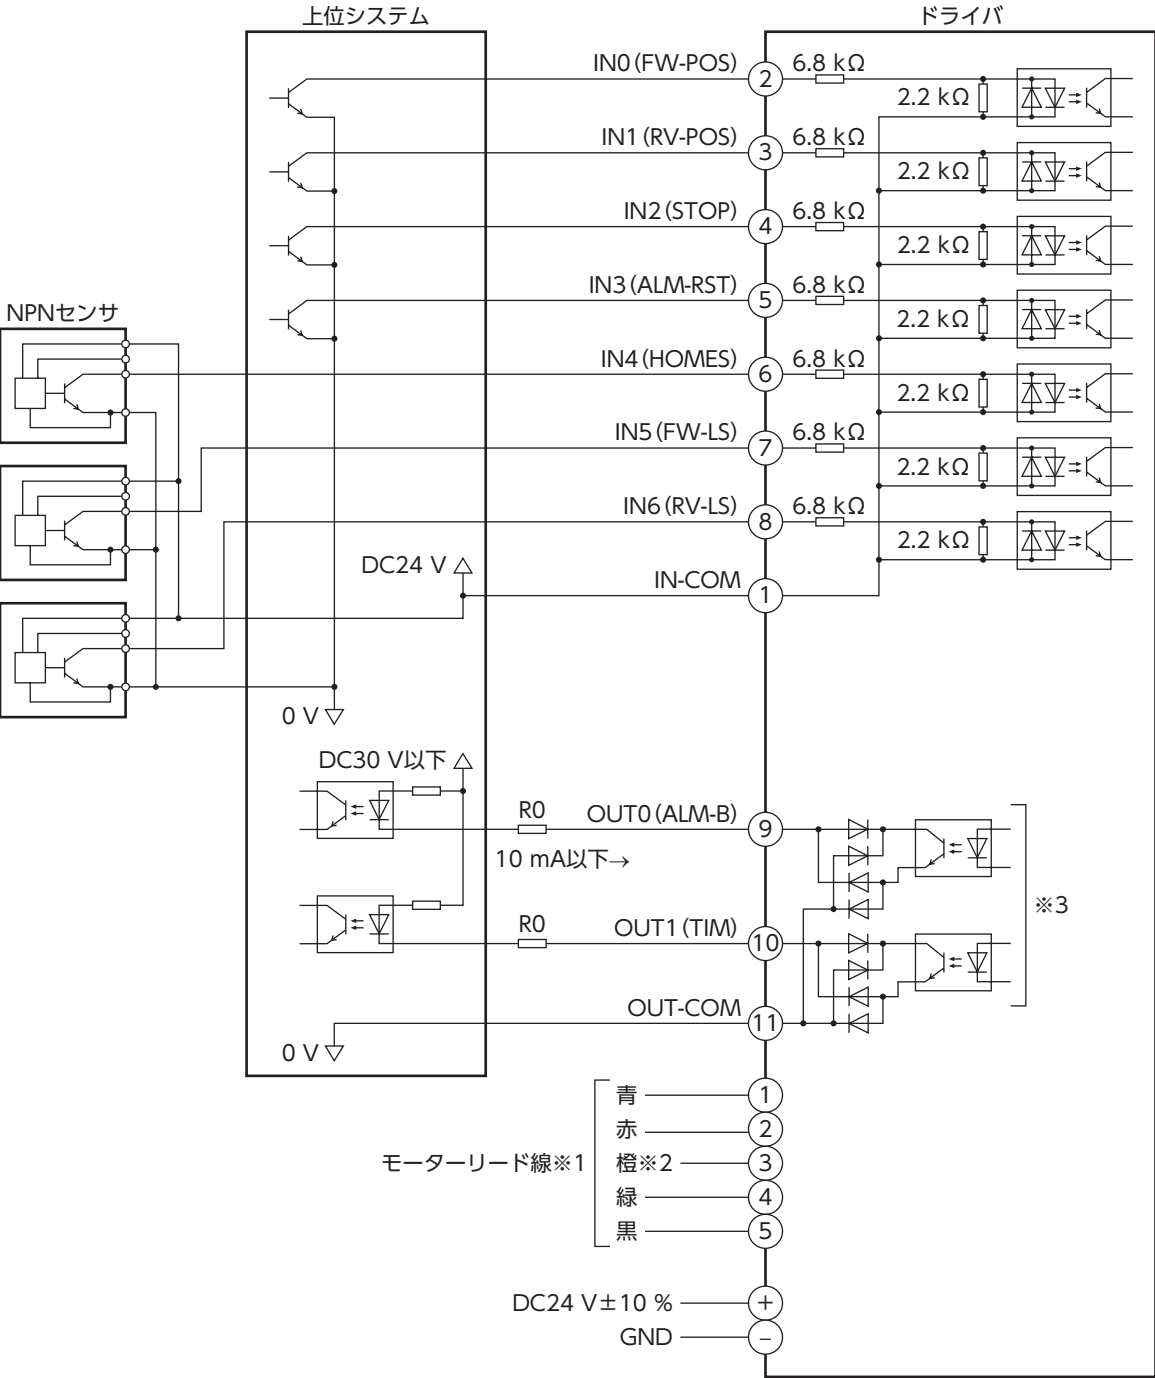 上位システム
ドライバ
IN0 (FW-POS) 2 6.8 kΩ
2.2 kΩ
IN1 (RV-POS) 3 6.8 kΩ
2.2 kΩ
IN2 (STOP) 4 6.8 kΩ
2.2 kΩ
IN3 (ALM-RST) 5 6.8 kΩ
2.2 kΩ
NPNセンサ
IN4 (HOMES) 6 6.8 kΩ
2.2 kΩ
IN5 (FW-LS) 7 6.8 kΩ
2.2 kΩ
IN6 (RV-LS) 8 6.8 kΩ
2.2 kΩ
DC24 V
IN-COM 1
0 V
DC30 V以下
R0 OUT0 (ALM-B) 9
10 mA以下→
※3
R0 OUT1 (TIM) 10
OUT-COM 11
0 V
モーターリード線※1
青 1
赤 2
橙※2 3
緑 4
黒 5
DC24 V±10 % +
GND −